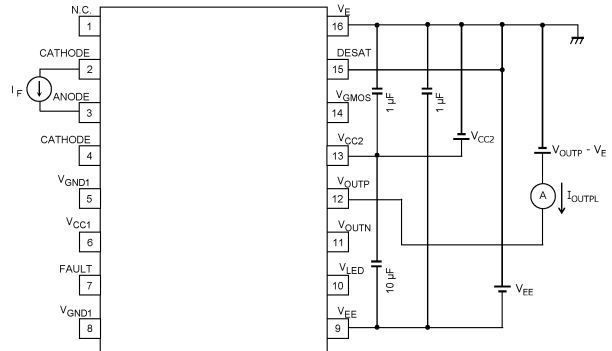 N.C.
1
CATHODE
2
I F
ANODE
3
CATHODE
4
VGND1
5
VCC1
6
FAULT
7
VGND1
8
VE
16
DESAT
15
VGMOS
14
VCC2
13
VOUTP
12
VOUTN
11
VLED
10
VEE
9
1 µF
1 µF
10 µF
VCC2
VEE
VOUTP - VE
A
IOUTPL